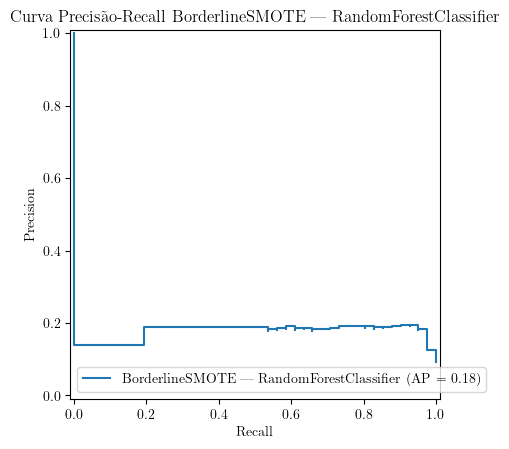 Curva Precisão-Recall BorderlineSMOTE — RandomForestClassifier
1.0
0.8
0.6
0.4
0.2
0.0
Precision
BorderlineSMOTE — RandomForestClassifier (AP = 0.18)
0.0 0.2 0.4 0.6 0.8 1.0
Recall